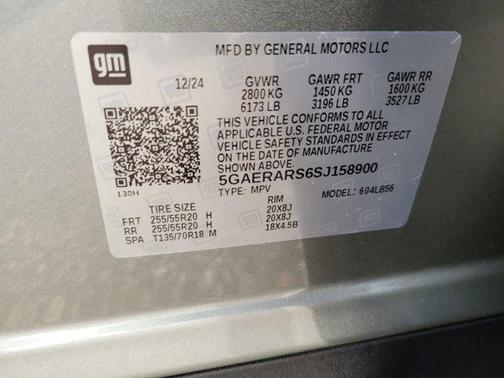 gm
MFD BY GENERAL MOTORS LLC
12/24 GVWR GAWR FRT GAWR RR
2800 KG 1450 KG 1600 KG
6173 LB 3196 LB 3527 LB
THIS VEHICLE CONFORMS TO ALL
APPLICABLE U.S. FEDERAL MOTOR
VEHICLE SAFETY STANDARDS IN EFFECT
ON THE DATE OF MANUFACTURE
5GAERARS6SJ158900
130H TYPE: MPV MODEL: 604LB56
TIRE SIZE RIM
FRT 255/55R20 H 20X8J
RR 255/55R20 H 20X8J
SPA T135/70R18 M 18X4.5B